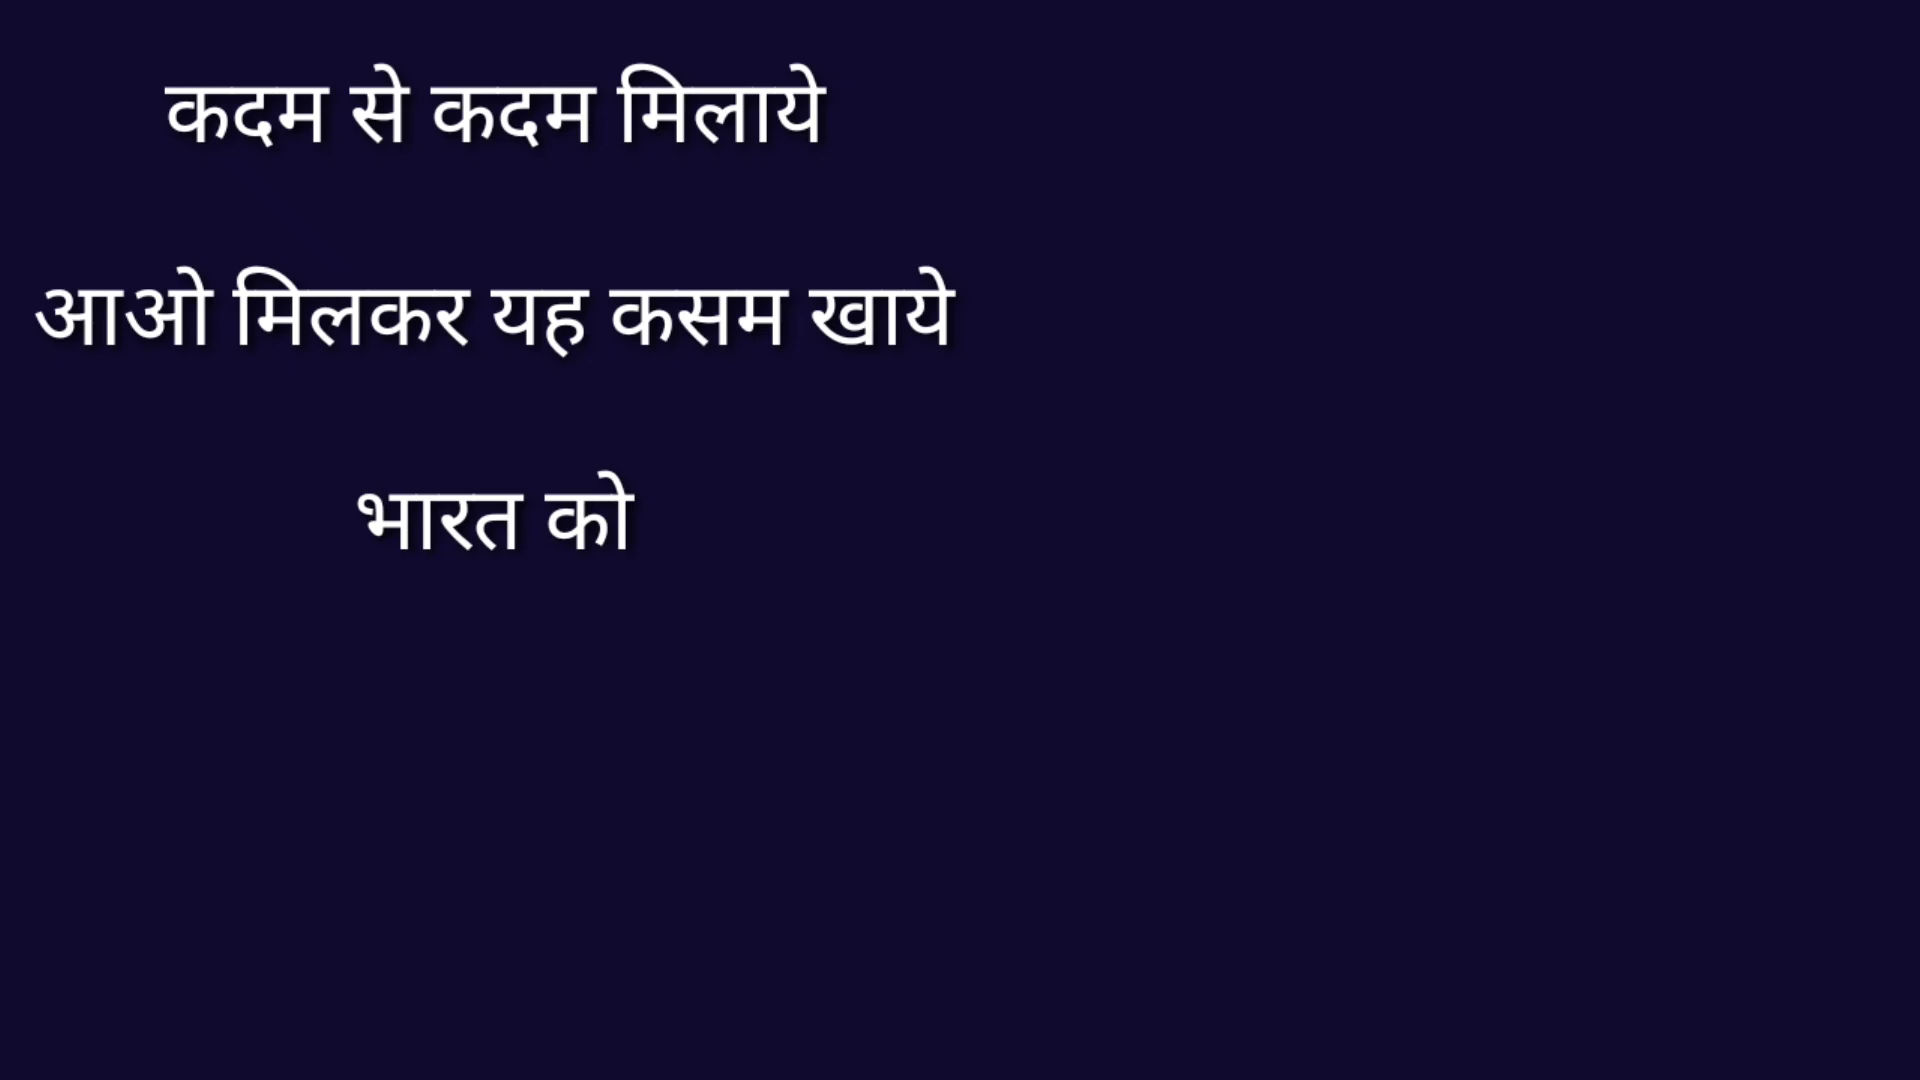 कदम से कदम मिलाये
आओ मिलकर यह कसम खाये
भारत को